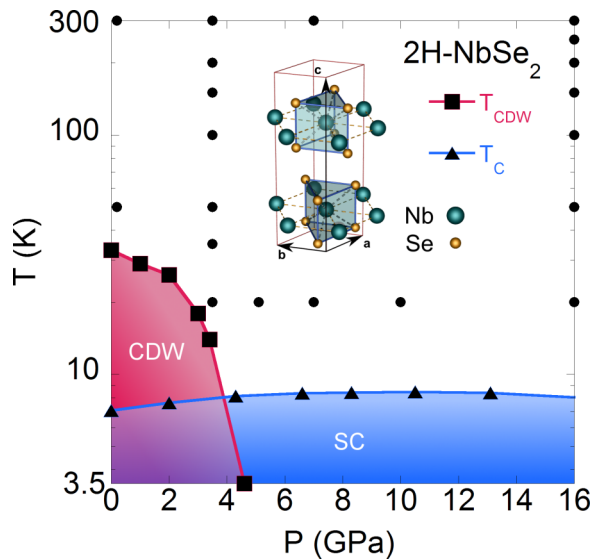 300
100
10
3.5
T (K)
2H-NbSe₂
T_CDW
T_C
c
b
a
Nb
Se
CDW
SC
0
2
4
6
8
10
12
14
16
P (GPa)